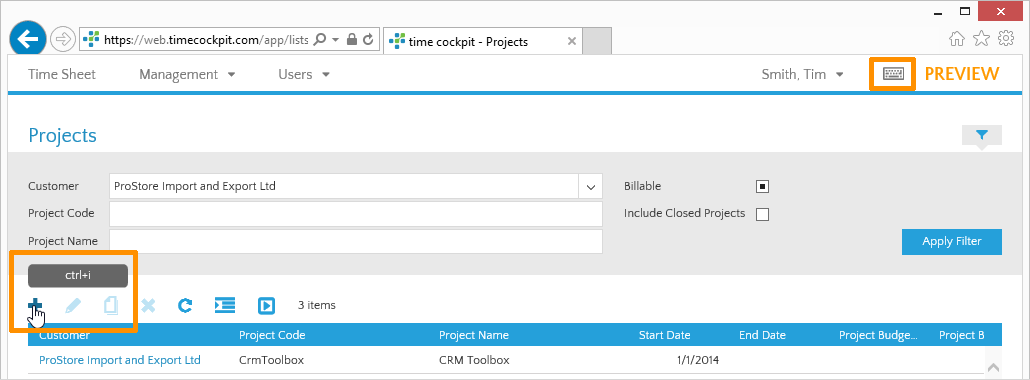 https://web.timecockpit.com/app/lists
time cockpit - Projects
Time Sheet Management Users Smith, Tim PREVIEW
Projects
Customer ProStore Import and Export Ltd Billable
Project Code Include Closed Projects
Project Name Apply Filter
ctrl+i
3 items
Customer Project Code Project Name Start Date End Date Project Budge... Project B
ProStore Import and Export Ltd CrmToolbox CRM Toolbox 1/1/2014